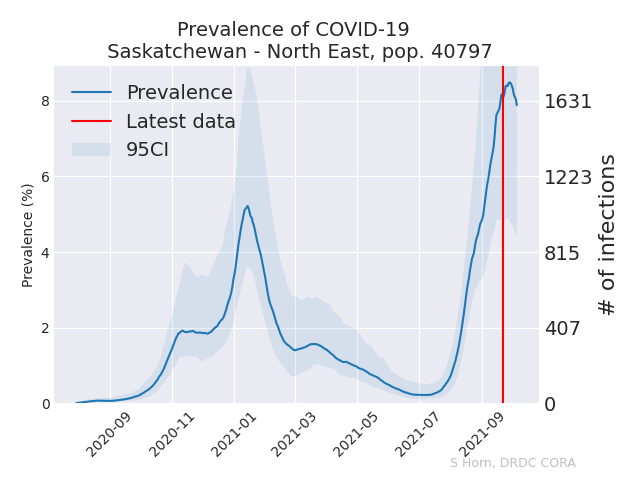 Prevalence of COVID-19
Saskatchewan - North East, pop. 40797
Prevalence
Latest data
95CI
Prevalence (%)
8
6
4
2
0
1631
1223
815
407
0
# of infections
2020-09
2020-11
2021-01
2021-03
2021-05
2021-07
2021-09
S Horn, DRDC CORA